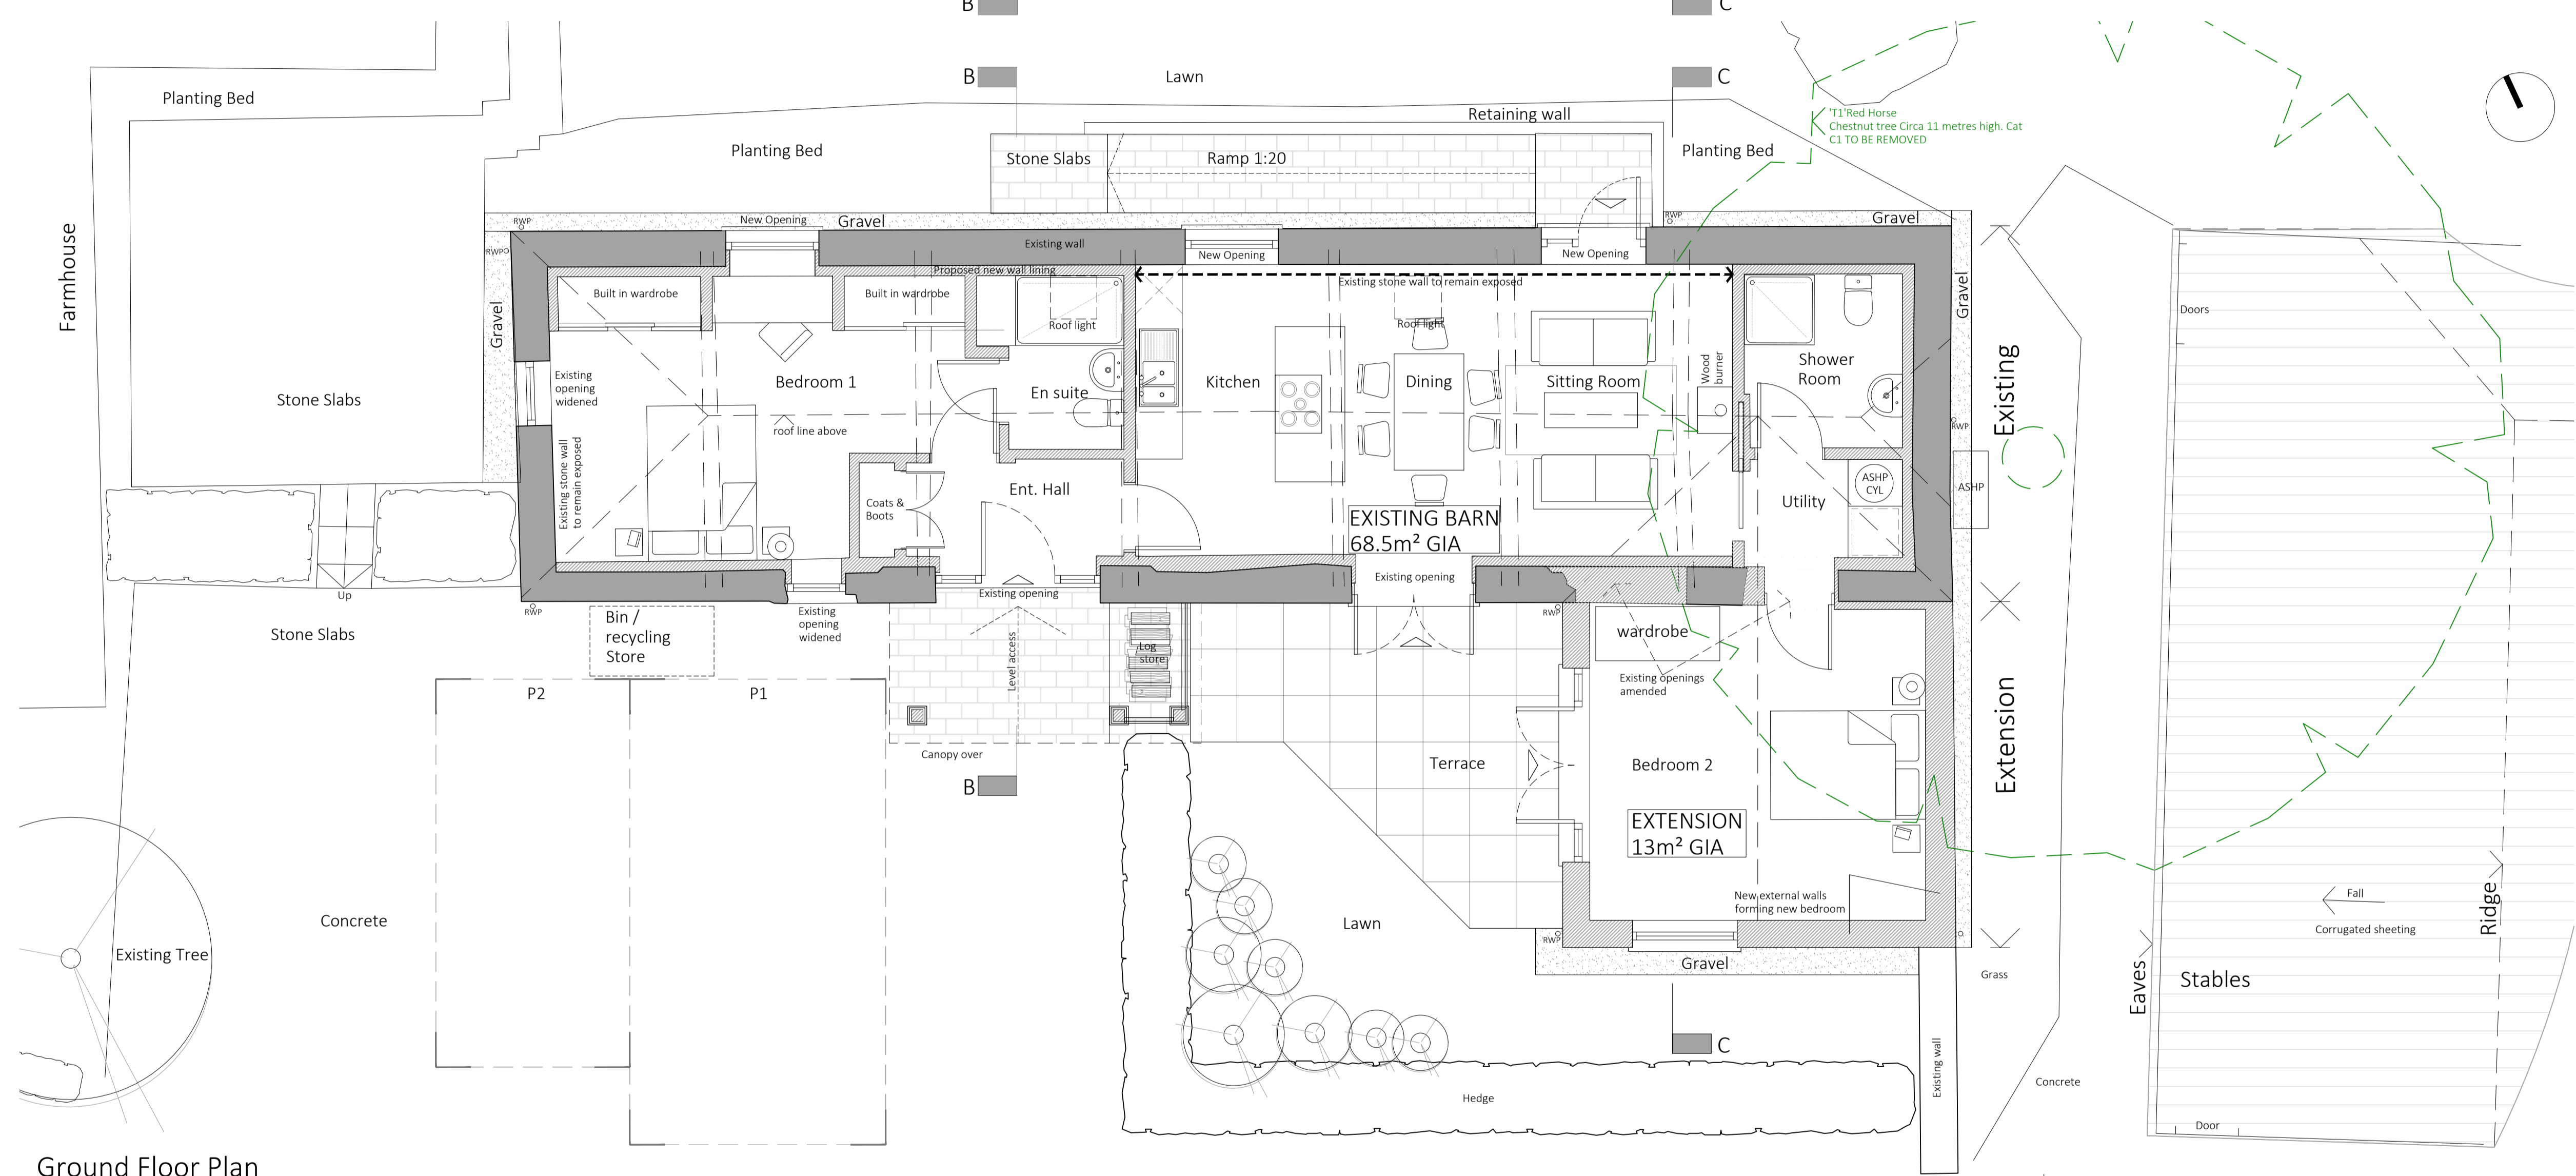 B
C
B
C
Lawn
Planting Bed
Retaining wall
'T1'Red Horse
Chestnut tree Circa 11 metres high. Cat
C1 TO BE REMOVED
Planting Bed
Stone Slabs
Ramp 1:20
Planting Bed
RWP
New Opening
Gravel
RWP
Gravel
Farmhouse
RWP
Existing wall
New Opening
New Opening
Proposed new wall lining
Existing stone wall to remain exposed
Gravel
Gravel
Built in wardrobe
Built in wardrobe
Roof light
Roof light
Doors
Stone Slabs
Existing
opening
widened
Bedroom 1
En suite
Kitchen
Dining
Sitting Room
Wood
burner
Shower
Room
Existing
roof line above
RWP
Existing stone wall
to remain exposed
Coats &
Boots
Ent. Hall
Utility
ASHP
CYL
ASHP
EXISTING BARN
68.5m² GIA
Existing opening
Existing opening
Up
RWP
RWP
Stone Slabs
Bin /
recycling
Store
Existing
opening
widened
Level access
Log
store
wardrobe
Existing openings
amended
P2
P1
Extension
Canopy over
Terrace
Bedroom 2
B
EXTENSION
13m² GIA
New external walls
forming new bedroom
Fall
Ridge
Corrugated sheeting
Concrete
Lawn
RWP
Existing Tree
Gravel
Grass
Eaves
Stables
C
Existing wall
Concrete
Hedge
Door
Ground Floor Plan